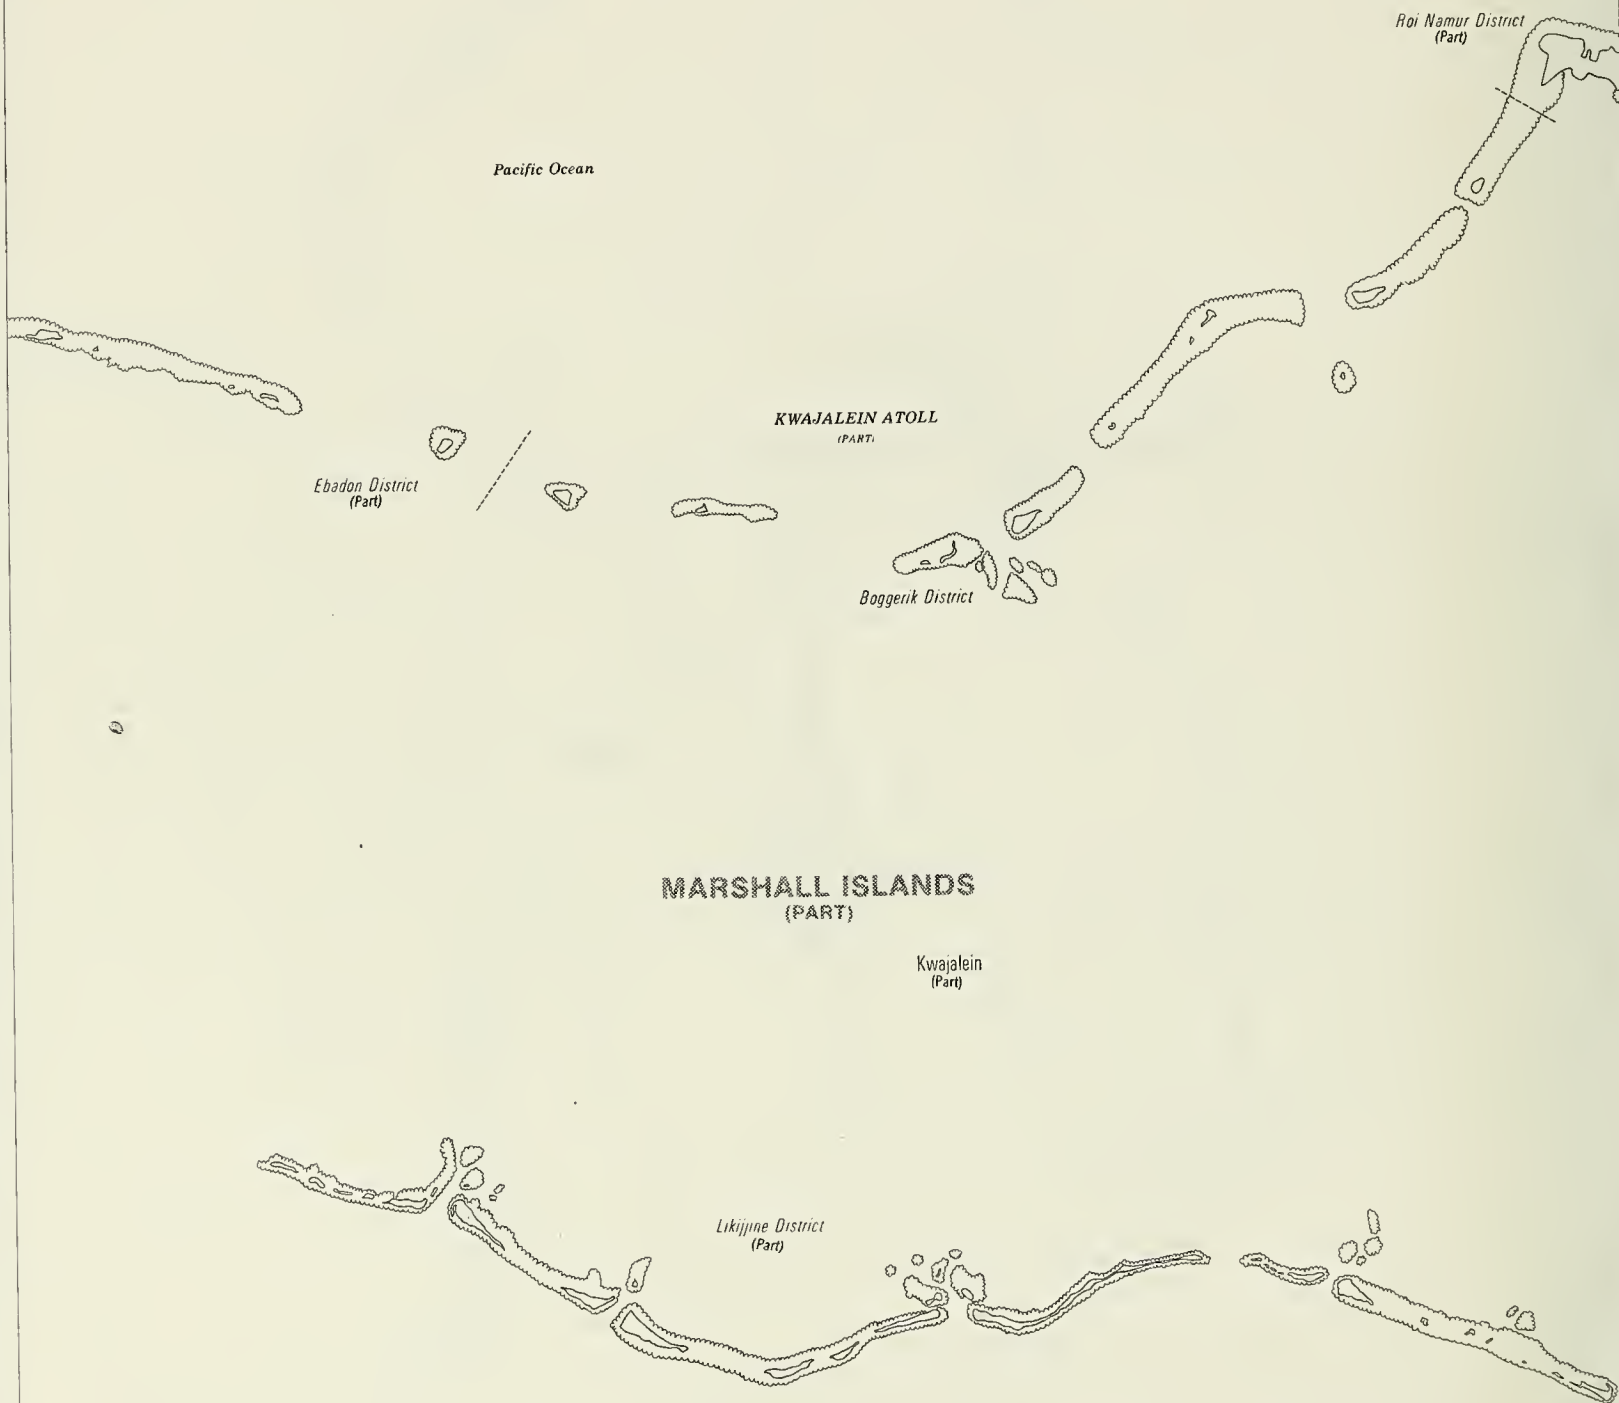 Roi Namur District
(Part)
Pacific Ocean
KWAJALEIN ATOLL
(PART)
Ebadon District
(Part)
Boggerik District
MARSHALL ISLANDS
(PART)
Kwajalein
(Part)
Likijjine District
(Part)